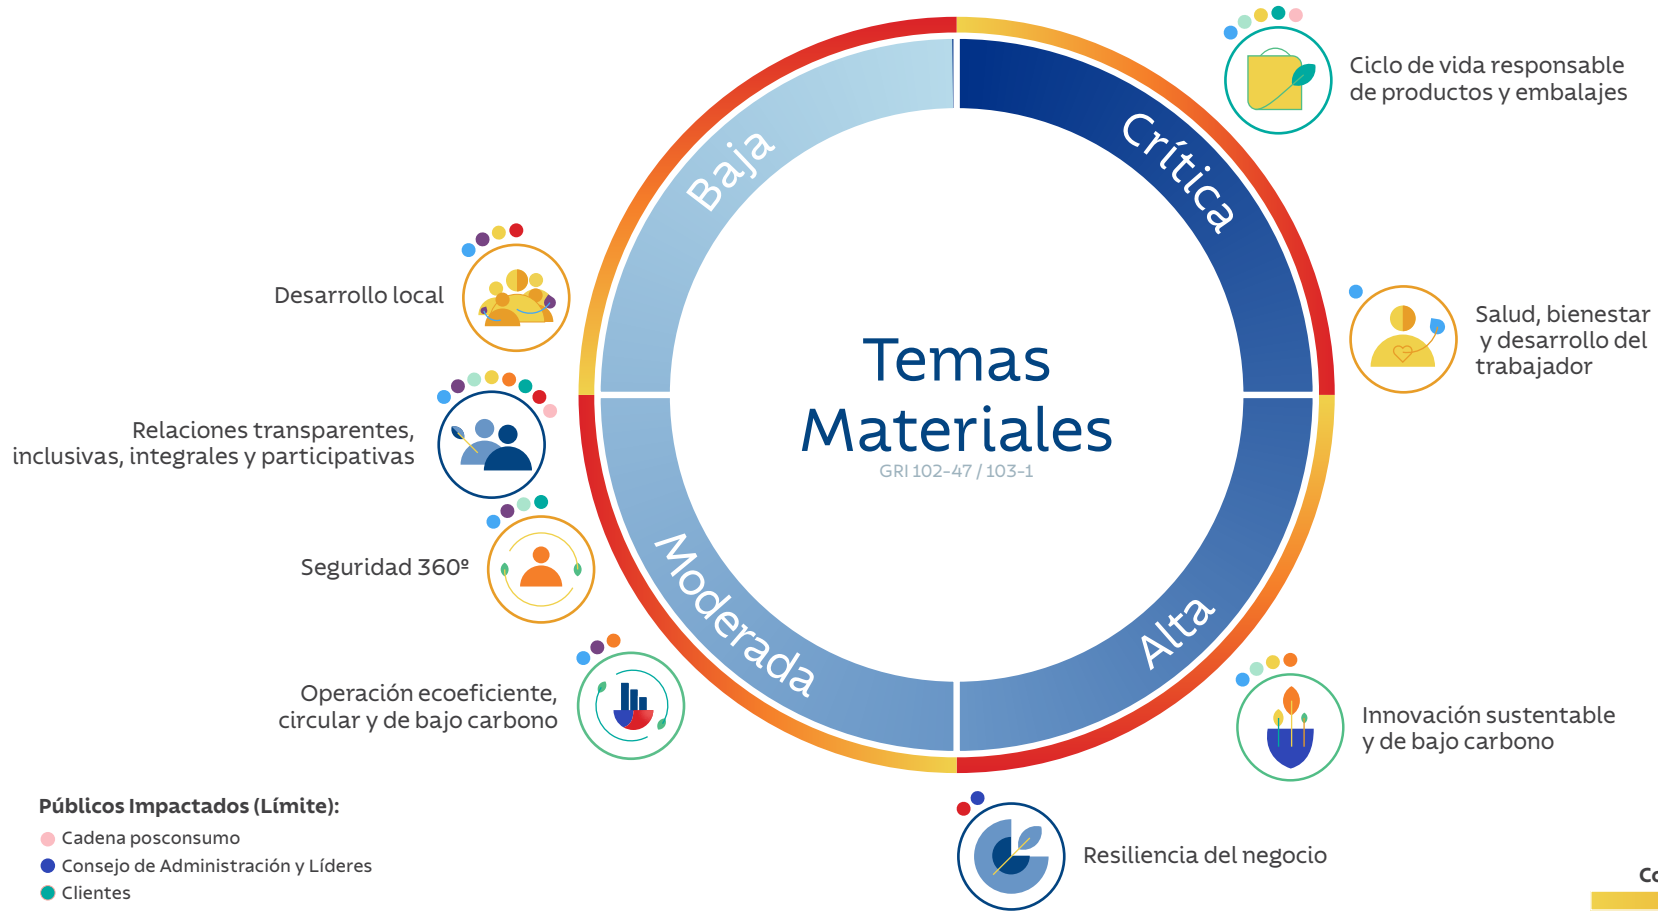 Ciclo de vida responsable
de productos y embalajes
Crítica
Baja
Desarrollo local
Salud, bienestar
y desarrollo del
trabajador
Temas
Materiales
GRI 102-47 / 103-1
Relaciones transparentes,
inclusivas, integrales y participativas
Seguridad 360º
Moderada
Alta
Operación ecoeficiente,
circular y de bajo carbono
Innovación sustentable
y de bajo carbono
Resiliencia del negocio
Públicos Impactados (Límite):
Cadena posconsumo
Consejo de Administración y Líderes
Clientes